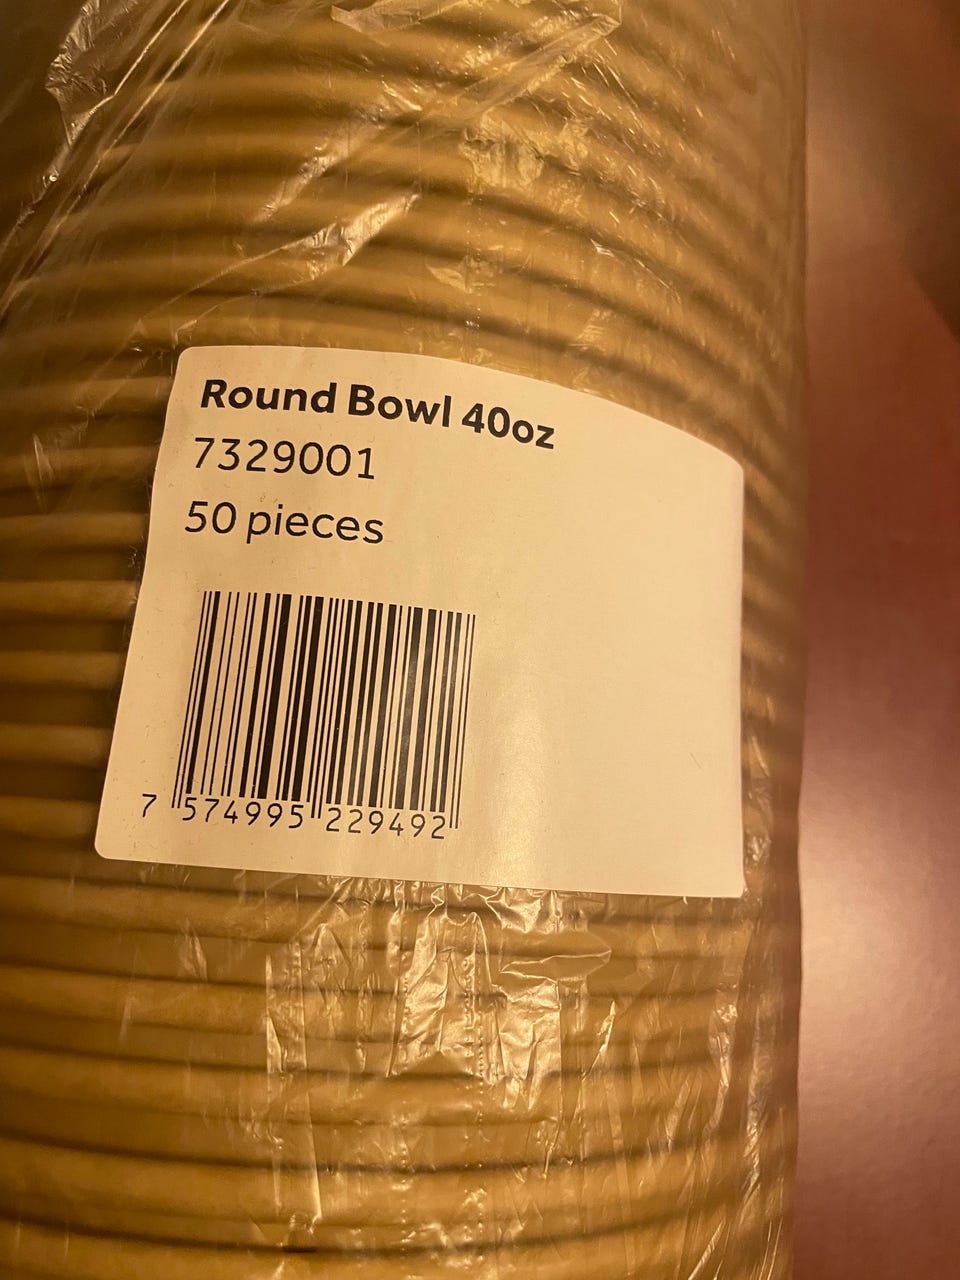 Round Bowl 40oz
7329001
50 pieces
7 574995 229492